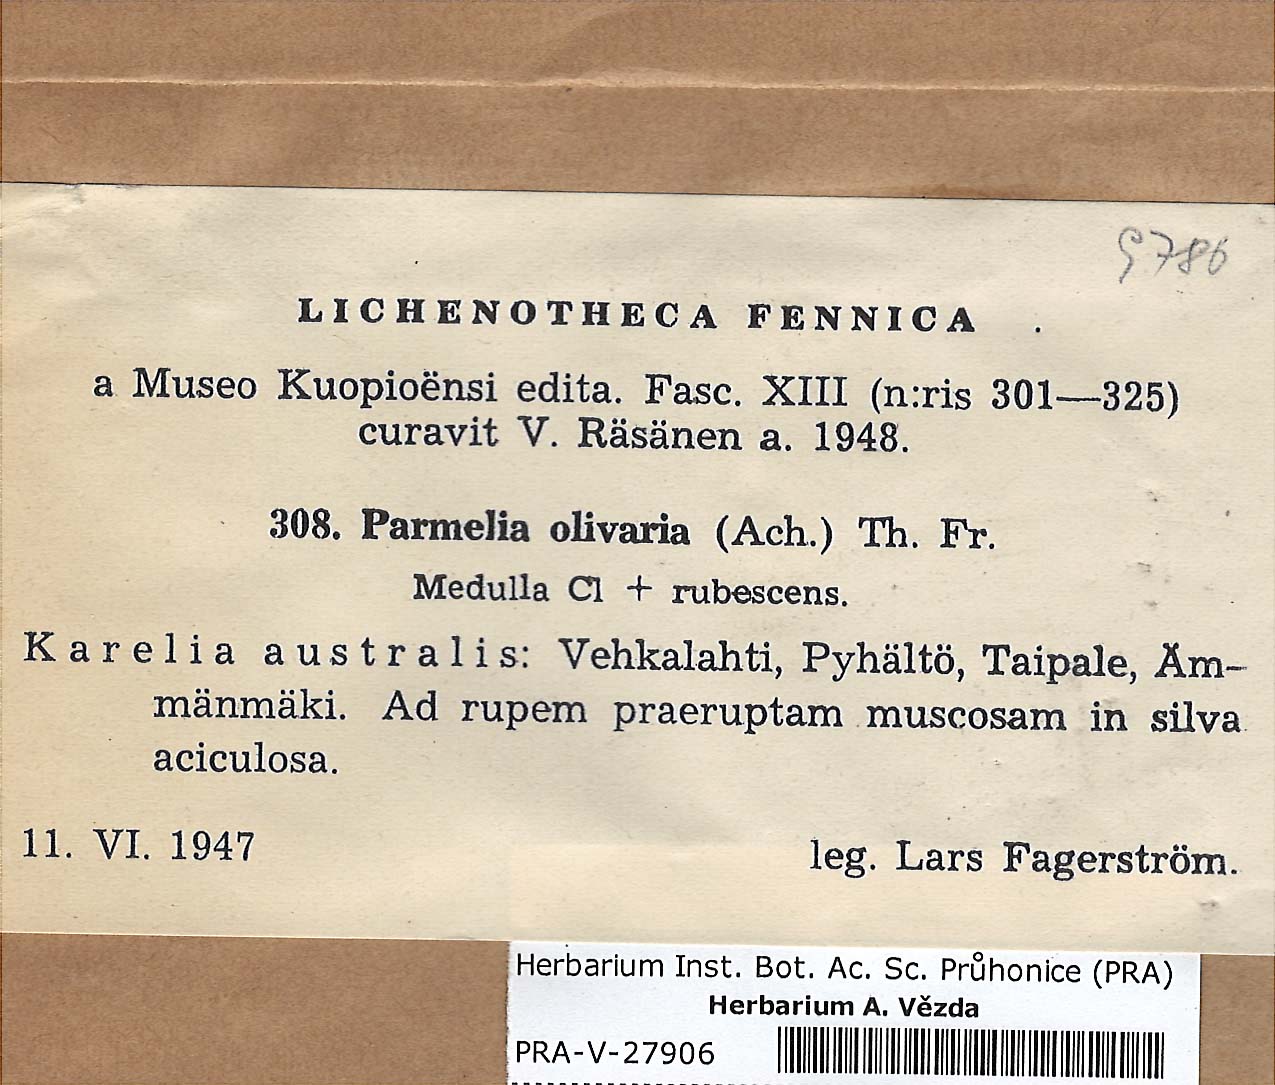 9786
LICHENOTHECA FENNICA
a Museo Kuopioënsi edita. Fasc. XIII (n:ris 301—325)
curavit V. Räsänen a. 1948.
308. Parmelia olivaria (Ach.) Th. Fr.
Medulla Cl + rubescens.
Karelia australis: Vehkalahti, Pyhältö, Taipale, Äm-
mänmäki. Ad rupem praeruptam muscosam in silva
aciculosa.
11. VI. 1947 leg. Lars Fagerström.
Herbarium Inst. Bot. Ac. Sc. Průhonice (PRA)
Herbarium A. Vězda
PRA-V-27906